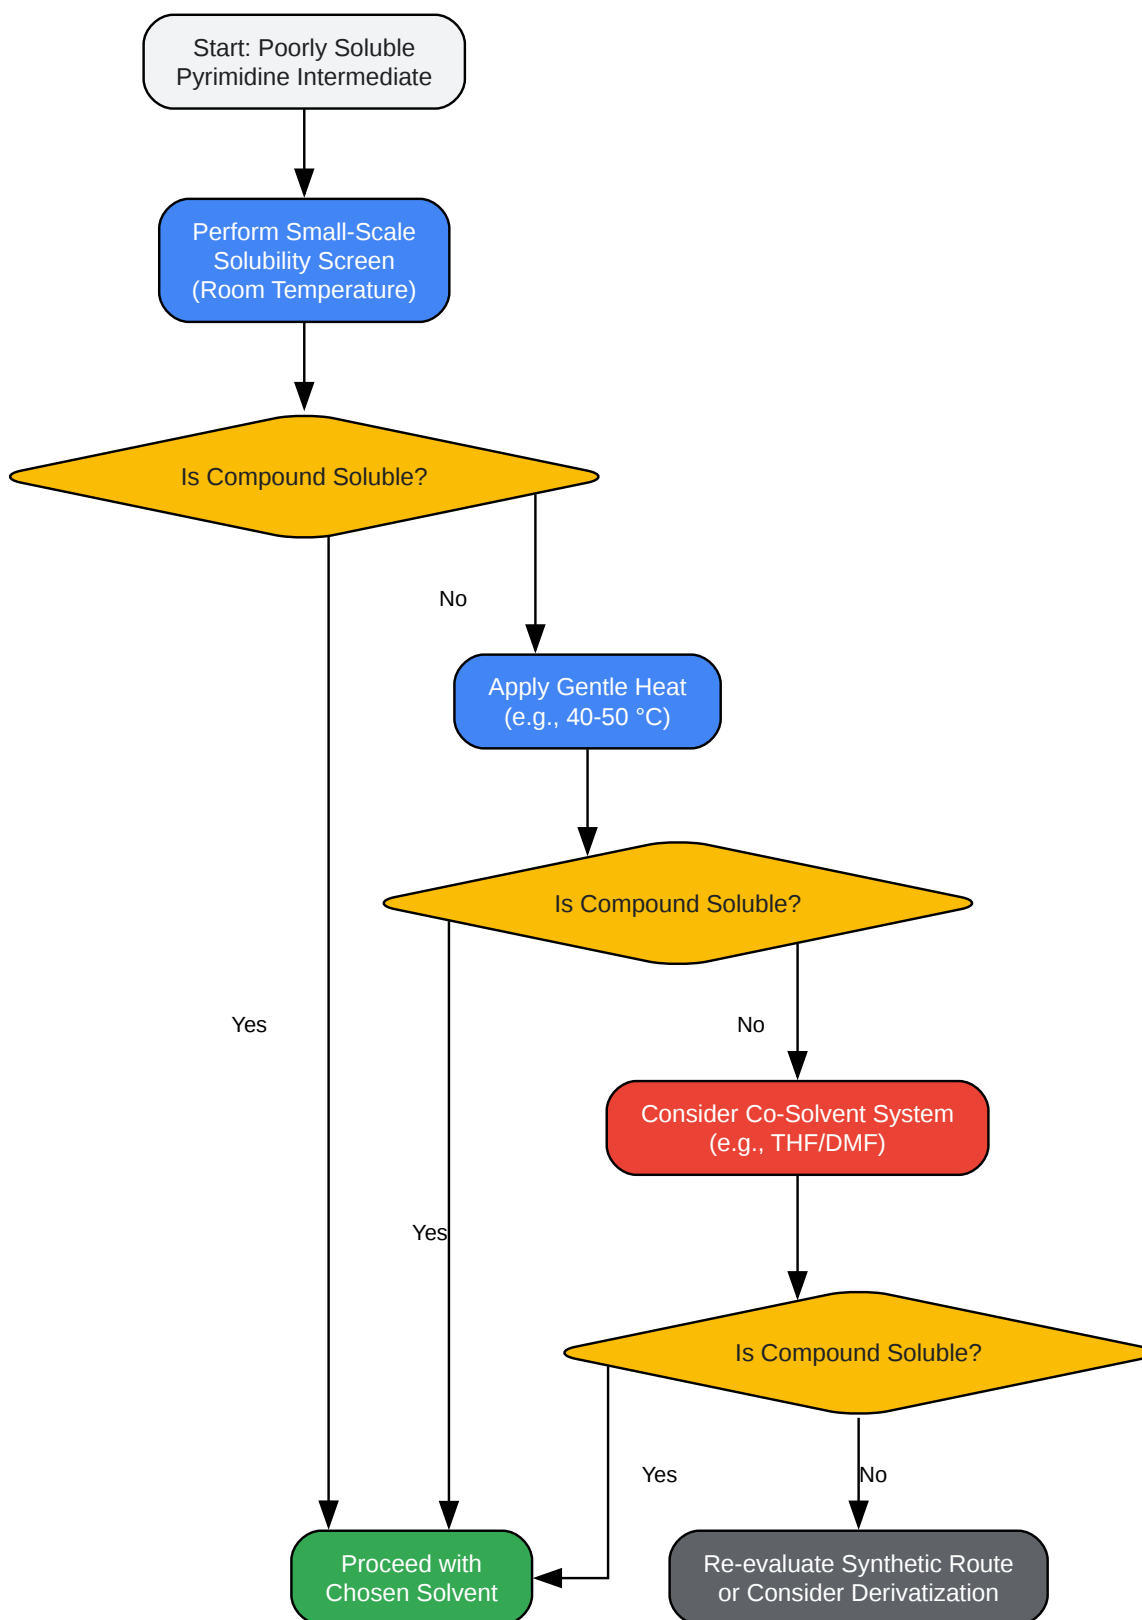 Start: Poorly Soluble
Pyrimidine Intermediate
Perform Small-Scale
Solubility Screen
(Room Temperature)
Is Compound Soluble?
No
Apply Gentle Heat
(e.g., 40-50 °C)
Is Compound Soluble?
Yes
No
Consider Co-Solvent System
(e.g., THF/DMF)
Yes
Is Compound Soluble?
Yes
No
Proceed with
Chosen Solvent
Re-evaluate Synthetic Route
or Consider Derivatization